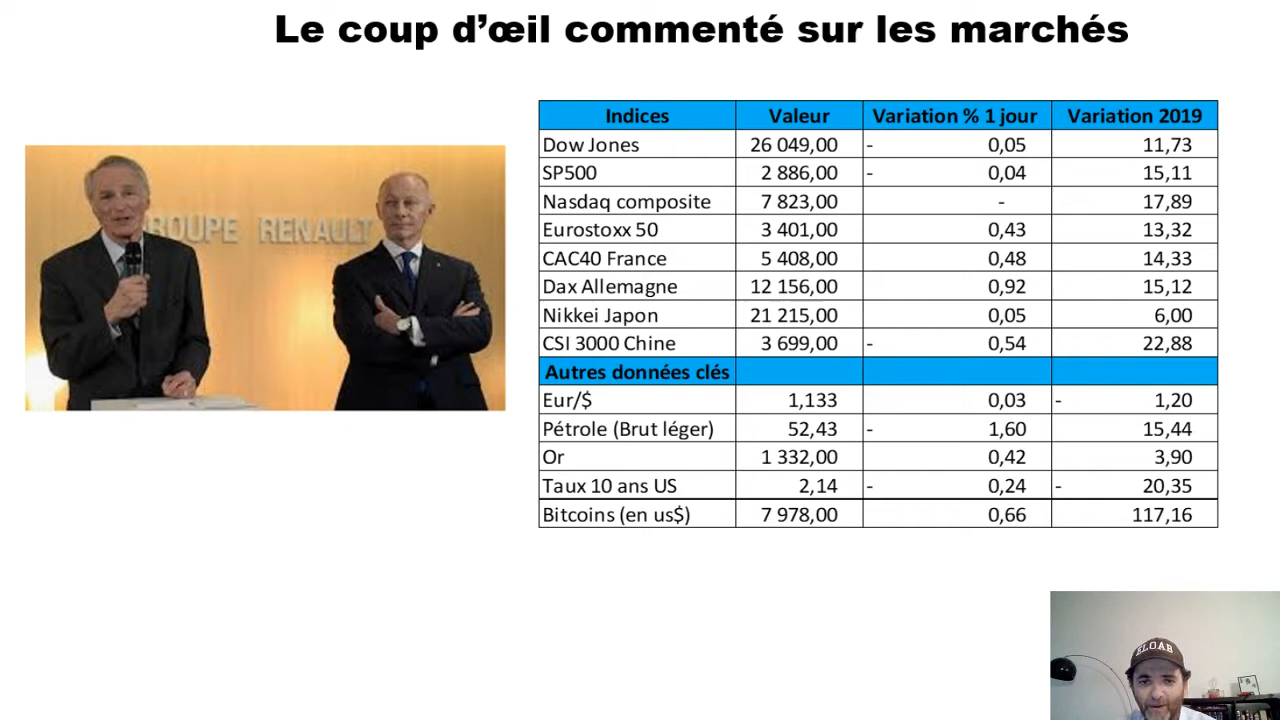 Le coup d'œil commenté sur les marchés
GROUPE RENAULT
Indices Valeur Variation % 1 jour Variation 2019
Dow Jones 26 049,00 - 0,05 11,73
SP500 2 886,00 - 0,04 15,11
Nasdaq composite 7 823,00 - 17,89
Eurostoxx 50 3 401,00 0,43 13,32
CAC40 France 5 408,00 0,48 14,33
Dax Allemagne 12 156,00 0,92 15,12
Nikkei Japon 21 215,00 0,05 6,00
CSI 3000 Chine 3 699,00 - 0,54 22,88
Autres données clés
Eur/$ 1,133 0,03 - 1,20
Pétrole (Brut léger) 52,43 - 1,60 15,44
Or 1 332,00 0,42 3,90
Taux 10 ans US 2,14 - 0,24 - 20,35
Bitcoins (en us$) 7 978,00 0,66 117,16
ELOAB